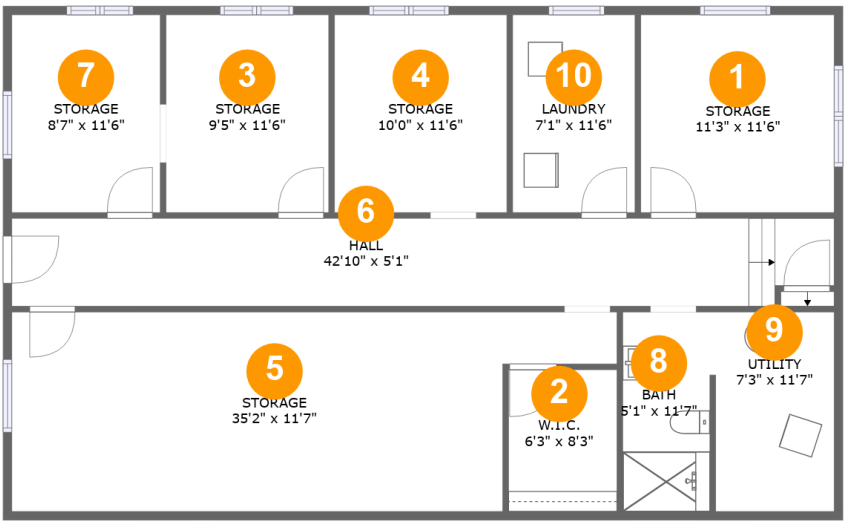 7
STORAGE
8'7" x 11'6"
3
STORAGE
9'5" x 11'6"
4
STORAGE
10'0" x 11'6"
10
LAUNDRY
7'1" x 11'6"
1
STORAGE
11'3" x 11'6"
6
HALL
42'10" x 5'1"
5
STORAGE
35'2" x 11'7"
2
W.I.C.
6'3" x 8'3"
8
BATH
5'1" x 11'7"
9
UTILITY
7'3" x 11'7"